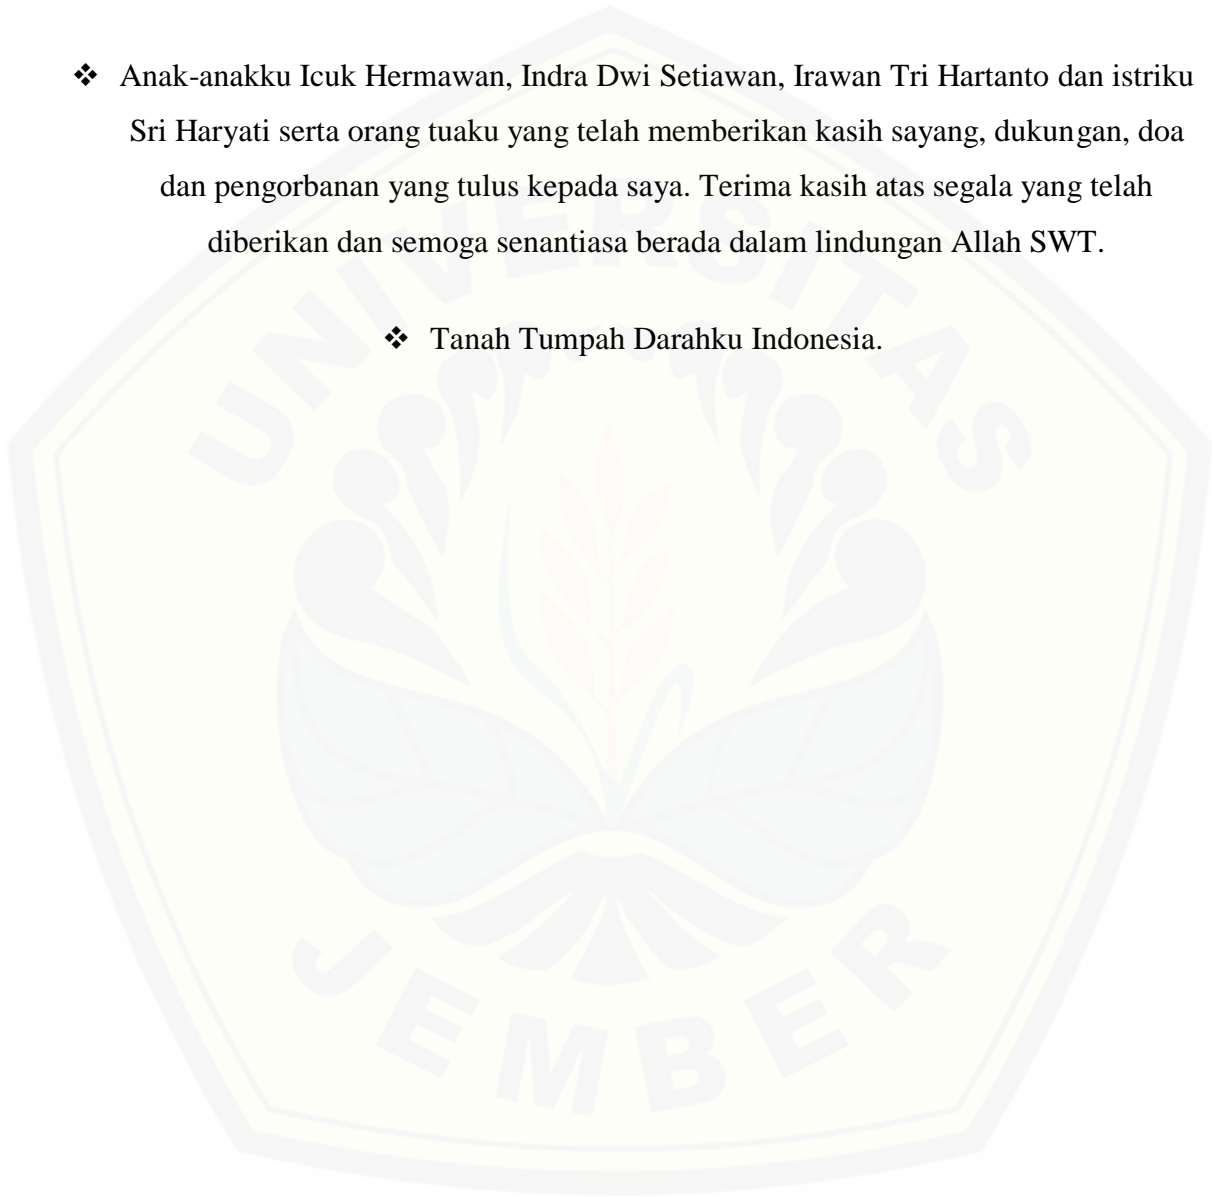 ❖ Anak-anakku Icuk Hermawan, Indra Dwi Setiawan, Irawan Tri Hartanto dan istriku
Sri Haryati serta orang tuaku yang telah memberikan kasih sayang, dukungan, doa
dan pengorbanan yang tulus kepada saya. Terima kasih atas segala yang telah
diberikan dan semoga senantiasa berada dalam lindungan Allah SWT.
❖ Tanah Tumpah Darahku Indonesia.
UNIVERSITAS
JEMBER